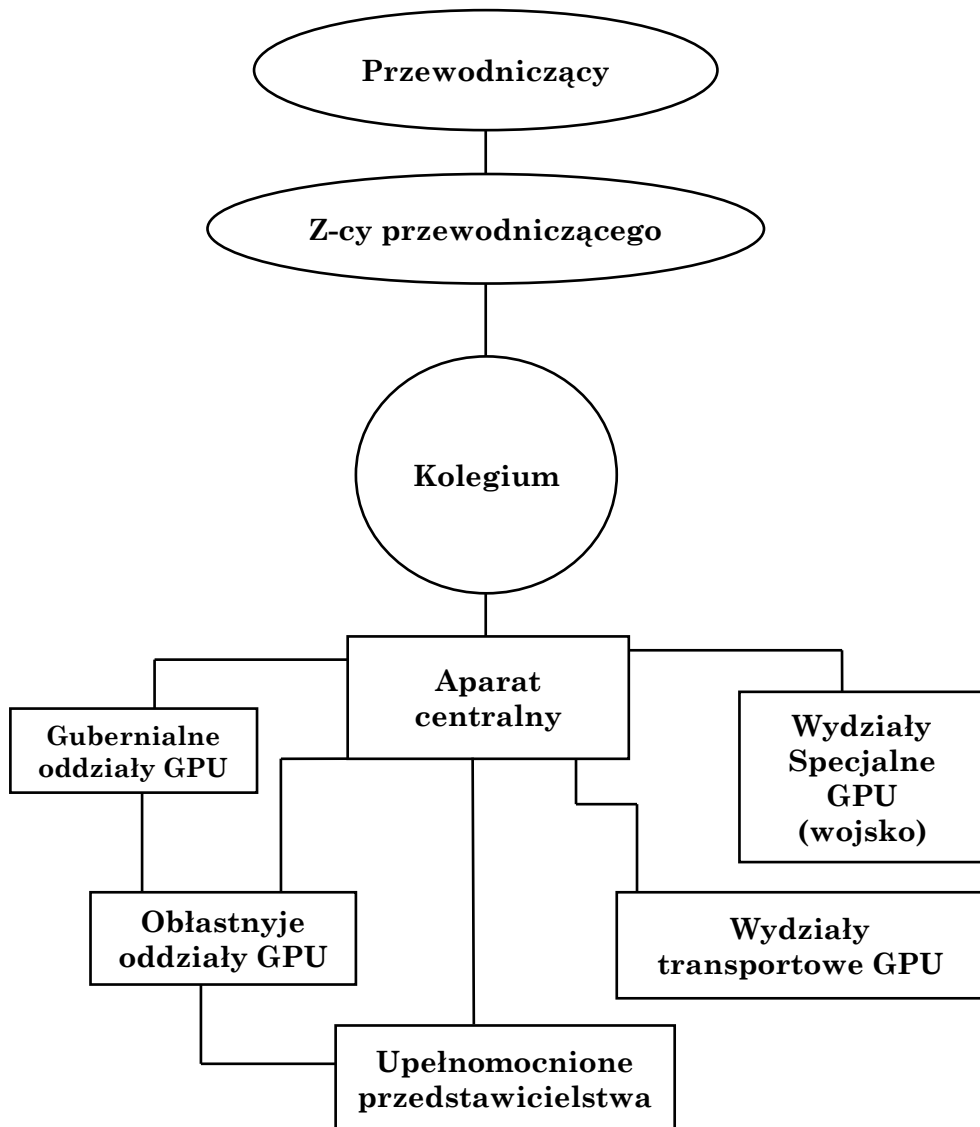 Przewodniczący
Z-cy przewodniczącego
Kolegium
Aparat
centralny
Gubernialne
oddziały GPU
Wydziały
Specjalne
GPU
(wojsko)
Obłastnyje
oddziały GPU
Wydziały
transportowe GPU
Upełnomocnione
przedstawicielstwa